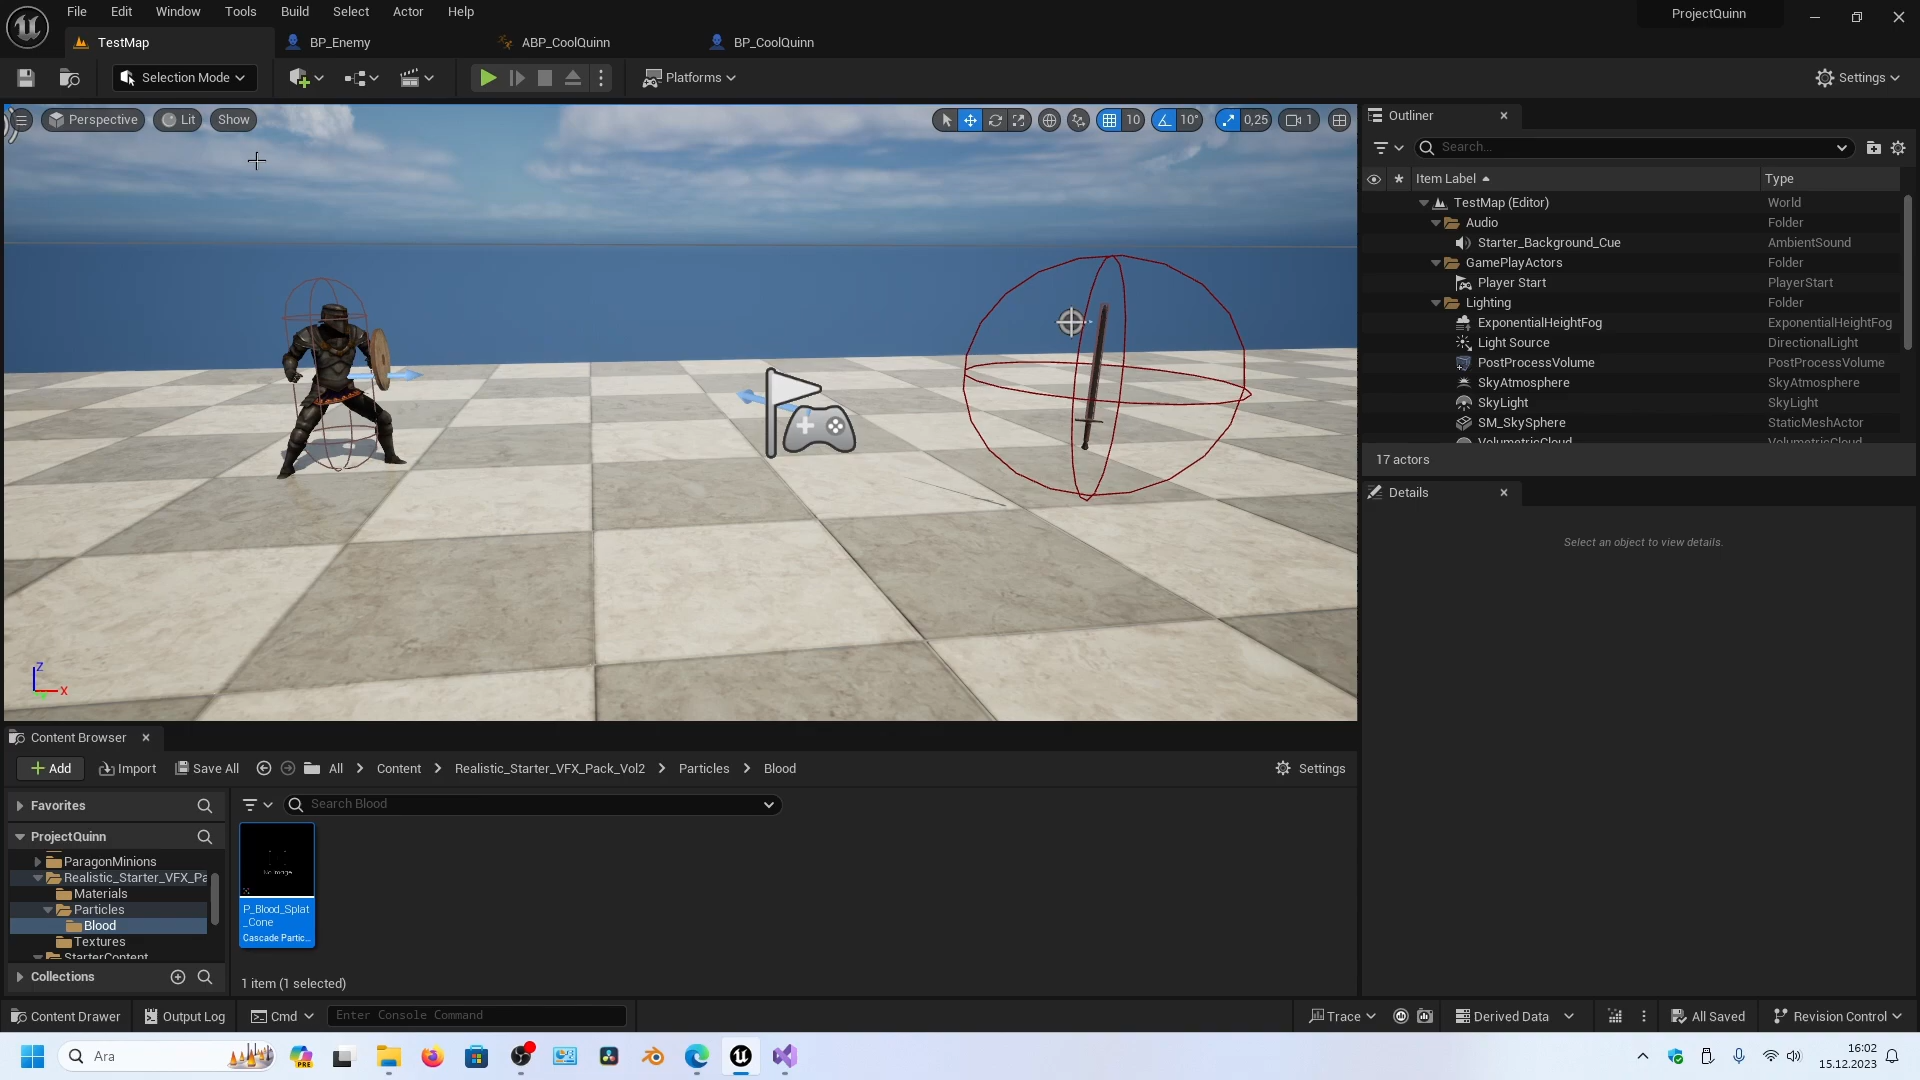 File Edit Window Tools Build Select Actor Help
ProjectQuinn
TestMap
BP_Enemy
ABP_CoolQuinn
BP_CoolQuinn
Selection Mode
Platforms
Settings
Perspective
Lit
Show
10
10°
0,25
1
Z
X
Outliner
Search...
Item Label
Type
TestMap (Editor) World
Audio Folder
Starter_Background_Cue AmbientSound
GamePlayActors Folder
Player Start PlayerStart
Lighting Folder
ExponentialHeightFog ExponentialHeightFog
Light Source DirectionalLight
PostProcessVolume PostProcessVolume
SkyAtmosphere SkyAtmosphere
SkyLight SkyLight
SM_SkySphere StaticMeshActor
VolumetricCloud VolumetricCloud
17 actors
Details
Select an object to view details.
Content Browser
Add
Import
Save All
All
Content
Realistic_Starter_VFX_Pack_Vol2
Particles
Blood
Settings
Favorites
Search Blood
ProjectQuinn
ParagonMinions
Realistic_Starter_VFX_Pa
Materials
Particles
Blood
Textures
StarterContent
Collections
No Image
P_Blood_Splat
_Cone
Cascade Partic...
1 item (1 selected)
Content Drawer
Output Log
Cmd
Enter Console Command
Trace
Derived Data
All Saved
Revision Control
Ara
PRE
16:02
15.12.2023